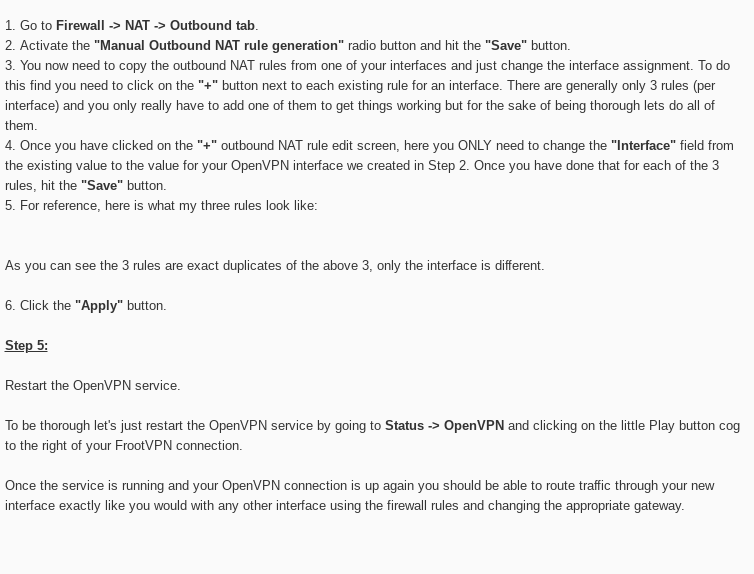 1. Go to Firewall -> NAT -> Outbound tab.
2. Activate the "Manual Outbound NAT rule generation" radio button and hit the "Save" button.
3. You now need to copy the outbound NAT rules from one of your interfaces and just change the interface assignment. To do
this find you need to click on the "+" button next to each existing rule for an interface. There are generally only 3 rules (per
interface) and you only really have to add one of them to get things working but for the sake of being thorough lets do all of
them.
4. Once you have clicked on the "+" outbound NAT rule edit screen, here you ONLY need to change the "Interface" field from
the existing value to the value for your OpenVPN interface we created in Step 2. Once you have done that for each of the 3
rules, hit the "Save" button.
5. For reference, here is what my three rules look like:
As you can see the 3 rules are exact duplicates of the above 3, only the interface is different.
6. Click the "Apply" button.
Step 5:
Restart the OpenVPN service.
To be thorough let's just restart the OpenVPN service by going to Status -> OpenVPN and clicking on the little Play button cog
to the right of your FrootVPN connection.
Once the service is running and your OpenVPN connection is up again you should be able to route traffic through your new
interface exactly like you would with any other interface using the firewall rules and changing the appropriate gateway.